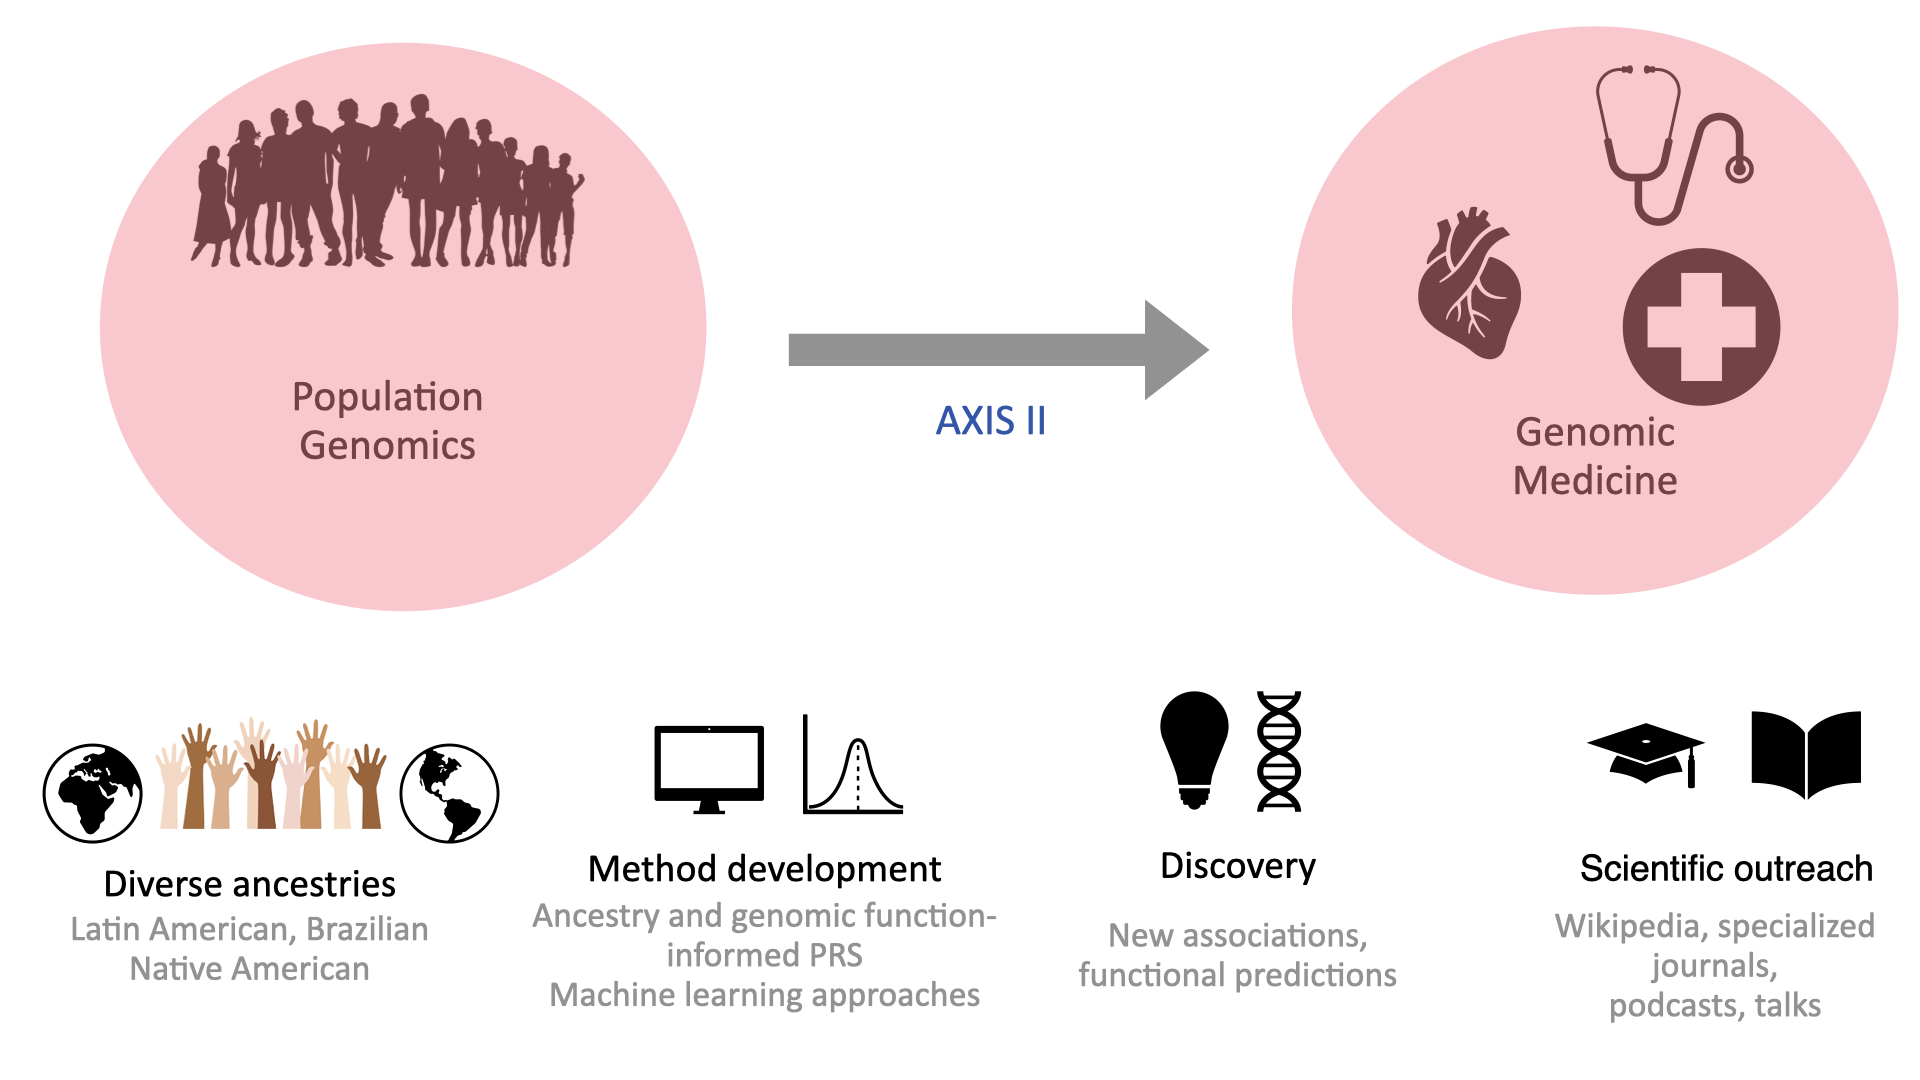 Population
Genomics
AXIS II
Genomic
Medicine
Diverse ancestries
Latin American, Brazilian
Native American
Method development
Ancestry and genomic function-
informed PRS
Machine learning approaches
Discovery
New associations,
functional predictions
Scientific outreach
Wikipedia, specialized
journals,
podcasts, talks